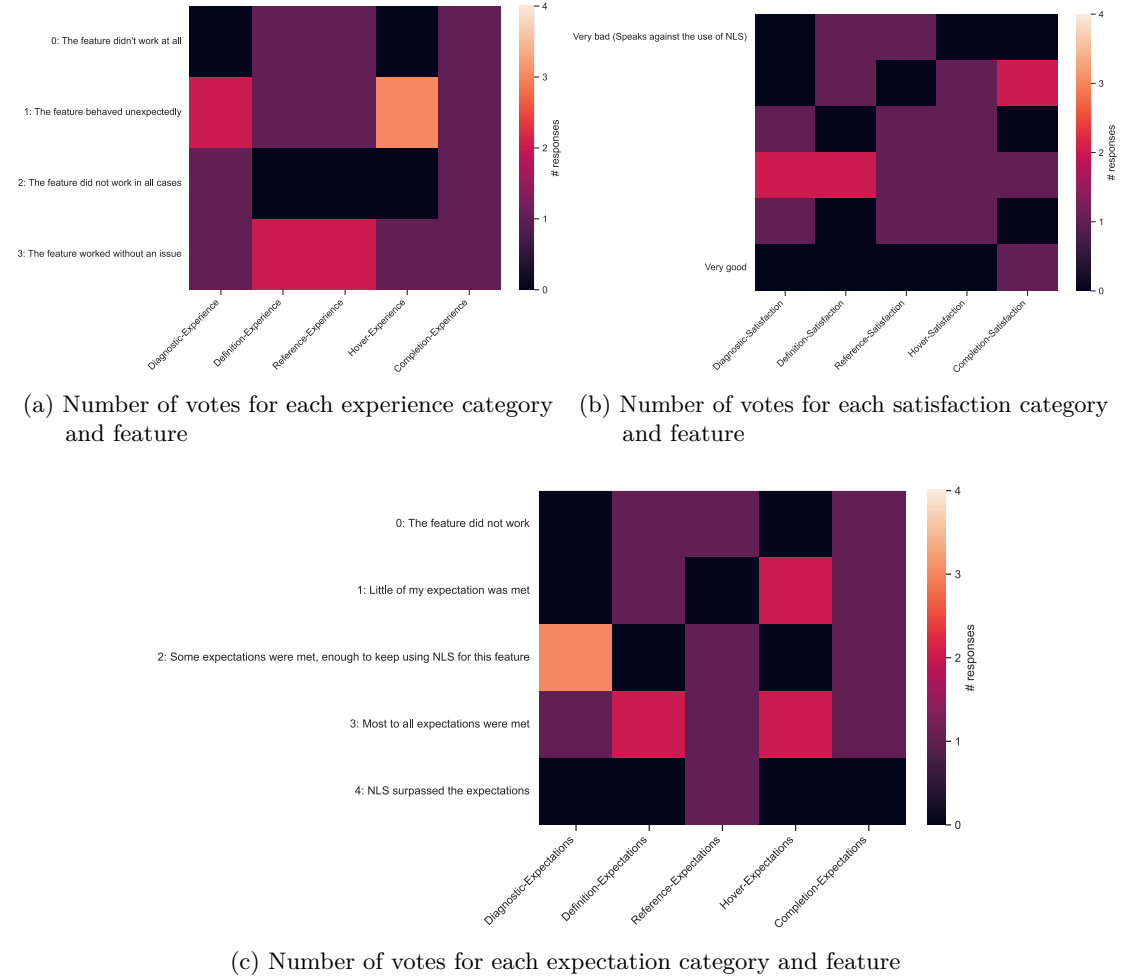 0: The feature didn't work at all
1: The feature behaved unexpectedly
2: The feature did not work in all cases
3: The feature worked without an issue
Diagnostic-Experience
Definition-Experience
Reference-Experience
Hover-Experience
Completion-Experience
4
3
2
1
0
# responses
(a) Number of votes for each experience category
and feature
Very bad (Speaks against the use of NLS)
Very good
Diagnostic-Satisfaction
Definition-Satisfaction
Reference-Satisfaction
Hover-Satisfaction
Completion-Satisfaction
4
3
2
1
0
# responses
(b) Number of votes for each satisfaction category
and feature
0: The feature did not work
1: Little of my expectation was met
2: Some expectations were met, enough to keep using NLS for this feature
3: Most to all expectations were met
4: NLS surpassed the expectations
Diagnostic-Expectations
Definition-Expectations
Reference-Expectations
Hover-Expectations
Completion-Expectations
4
3
2
1
0
# responses
(c) Number of votes for each expectation category and feature